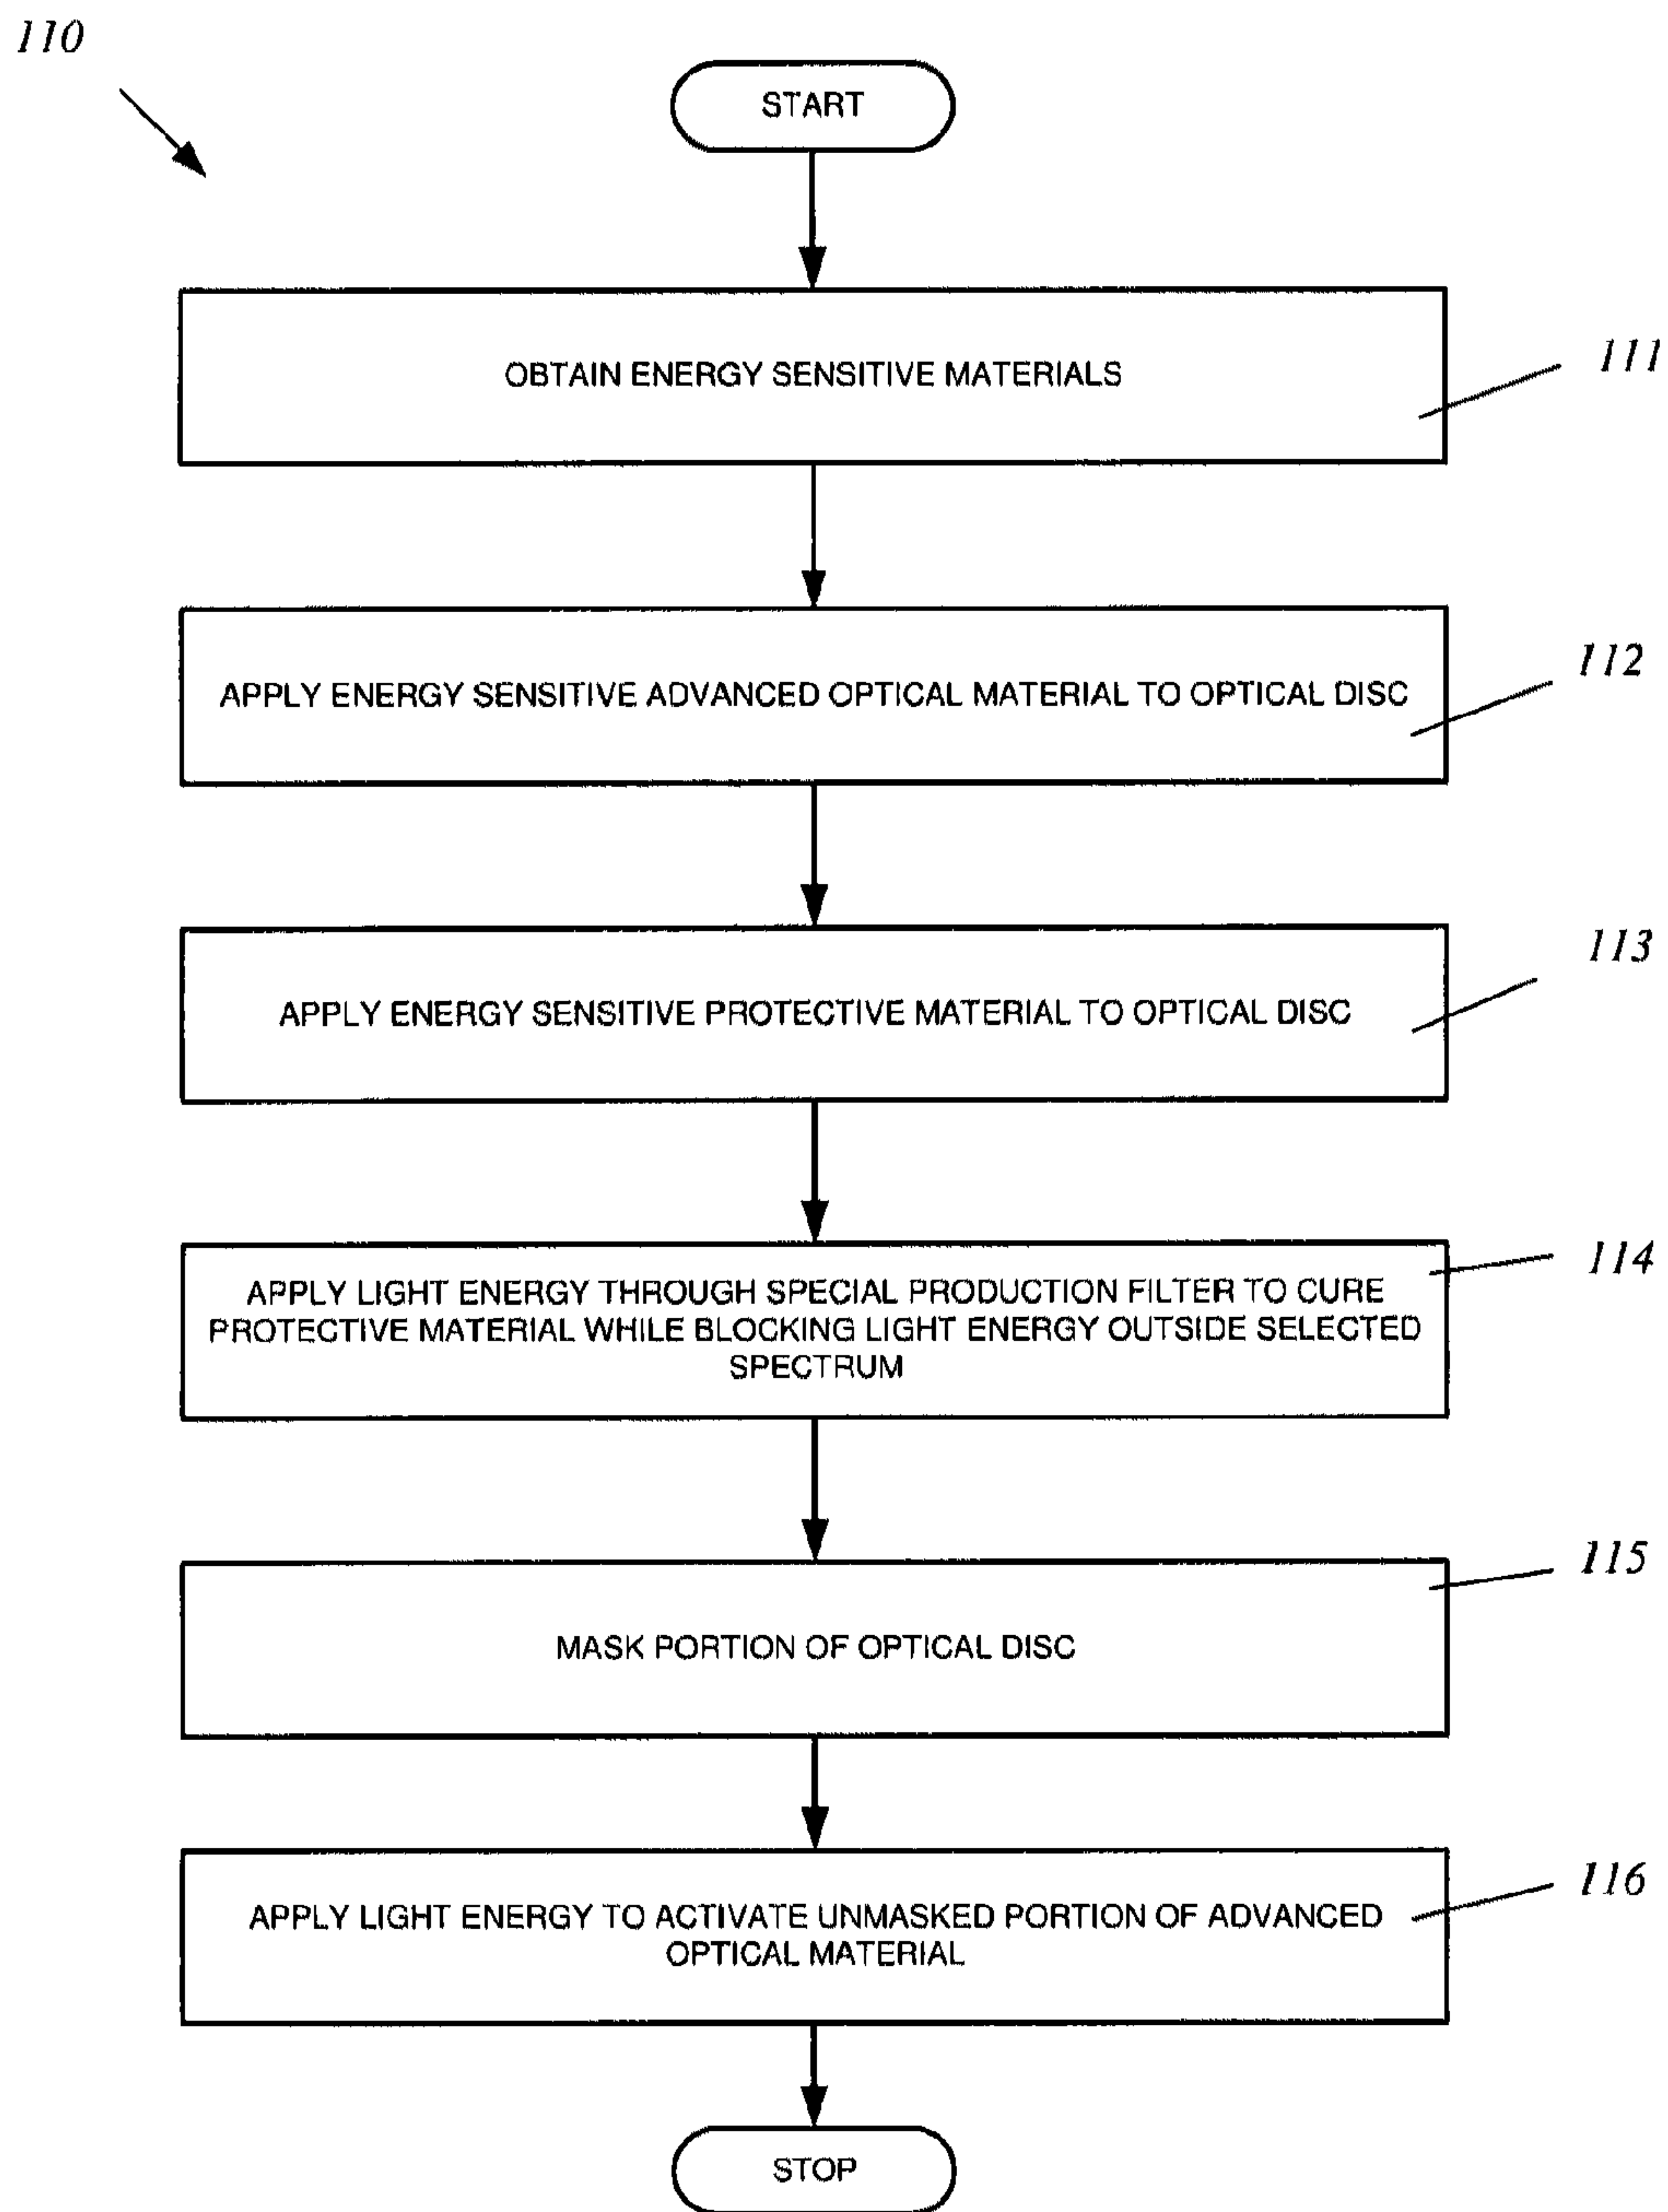 110
START
OBTAIN ENERGY SENSITIVE MATERIALS
111
APPLY ENERGY SENSITIVE ADVANCED OPTICAL MATERIAL TO OPTICAL DISC
112
APPLY ENERGY SENSITIVE PROTECTIVE MATERIAL TO OPTICAL DISC
113
APPLY LIGHT ENERGY THROUGH SPECIAL PRODUCTION FILTER TO CURE
PROTECTIVE MATERIAL WHILE BLOCKING LIGHT ENERGY OUTSIDE SELECTED
SPECTRUM
114
MASK PORTION OF OPTICAL DISC
115
APPLY LIGHT ENERGY TO ACTIVATE UNMASKED PORTION OF ADVANCED
OPTICAL MATERIAL
116
STOP